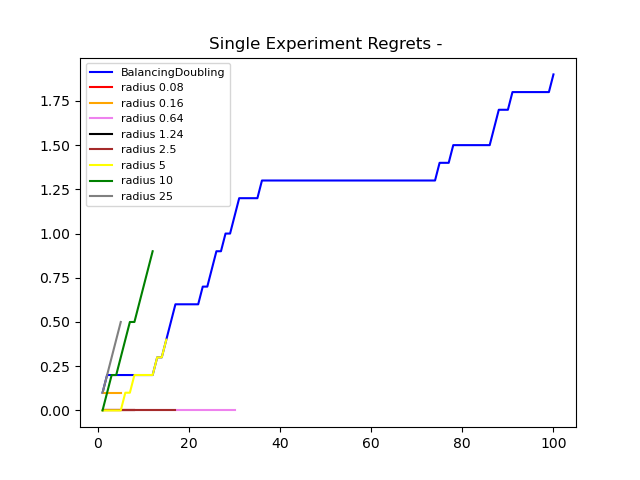 Single Experiment Regrets -
BalancingDoubling
radius 0.08
radius 0.16
radius 0.64
radius 1.24
radius 2.5
radius 5
radius 10
radius 25
1.75
1.50
1.25
1.00
0.75
0.50
0.25
0.00
0 20 40 60 80 100